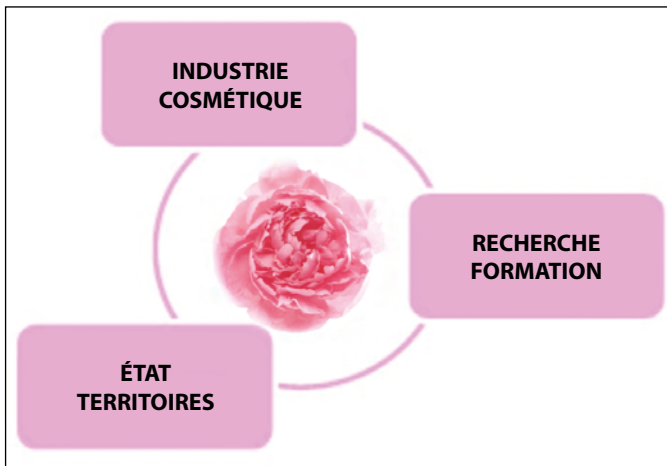 INDUSTRIE
COSMÉTIQUE
RECHERCHE
FORMATION
ÉTAT
TERRITOIRES